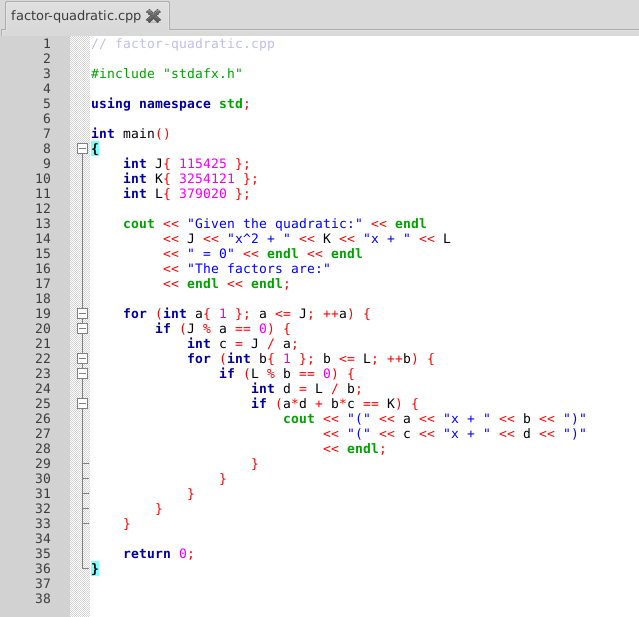 factor-quadratic.cpp
1 // factor-quadratic.cpp
2
3 #include "stdafx.h"
4
5 using namespace std;
6
7 int main()
8 {
9     int J{ 115425 };
10     int K{ 3254121 };
11     int L{ 379020 };
12
13     cout << "Given the quadratic:" << endl
14          << J << "x^2 + " << K << "x + " << L
15          << " = 0" << endl << endl
16          << "The factors are:"
17          << endl << endl;
18
19     for (int a{ 1 }; a <= J; ++a) {
20         if (J % a == 0) {
21             int c = J / a;
22             for (int b{ 1 }; b <= L; ++b) {
23                 if (L % b == 0) {
24                     int d = L / b;
25                     if (a*d + b*c == K) {
26                         cout << "(" << a << "x + " << b << ")"
27                              << "(" << c << "x + " << d << ")"
28                              << endl;
29                     }
30                 }
31             }
32         }
33     }
34
35     return 0;
36 }
37
38